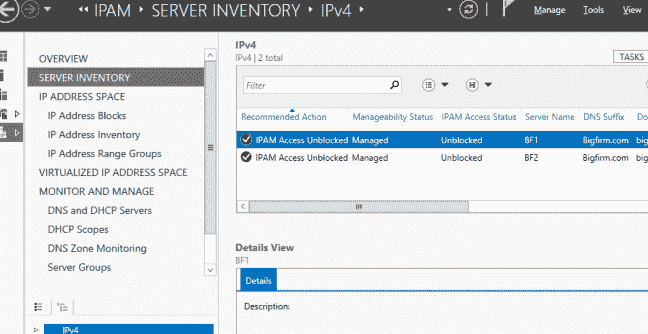 IPAM SERVER INVENTORY IPv4 Manage Tools View
OVERVIEW
SERVER INVENTORY
IP ADDRESS SPACE
IP Address Blocks
IP Address Inventory
IP Address Range Groups
VIRTUALIZED IP ADDRESS SPACE
MONITOR AND MANAGE
DNS and DHCP Servers
DHCP Scopes
DNS Zone Monitoring
Server Groups
IPv4
IPv4
IPv4 | 2 total
TASKS
Filter
Recommended Action Manageability Status IPAM Access Status Server Name DNS Suffix Do
IPAM Access Unblocked Managed Unblocked BF1 Bigfirm.com big
IPAM Access Unblocked Managed Unblocked BF2 Bigfirm.com big
Details View
BF1
Details
Description: